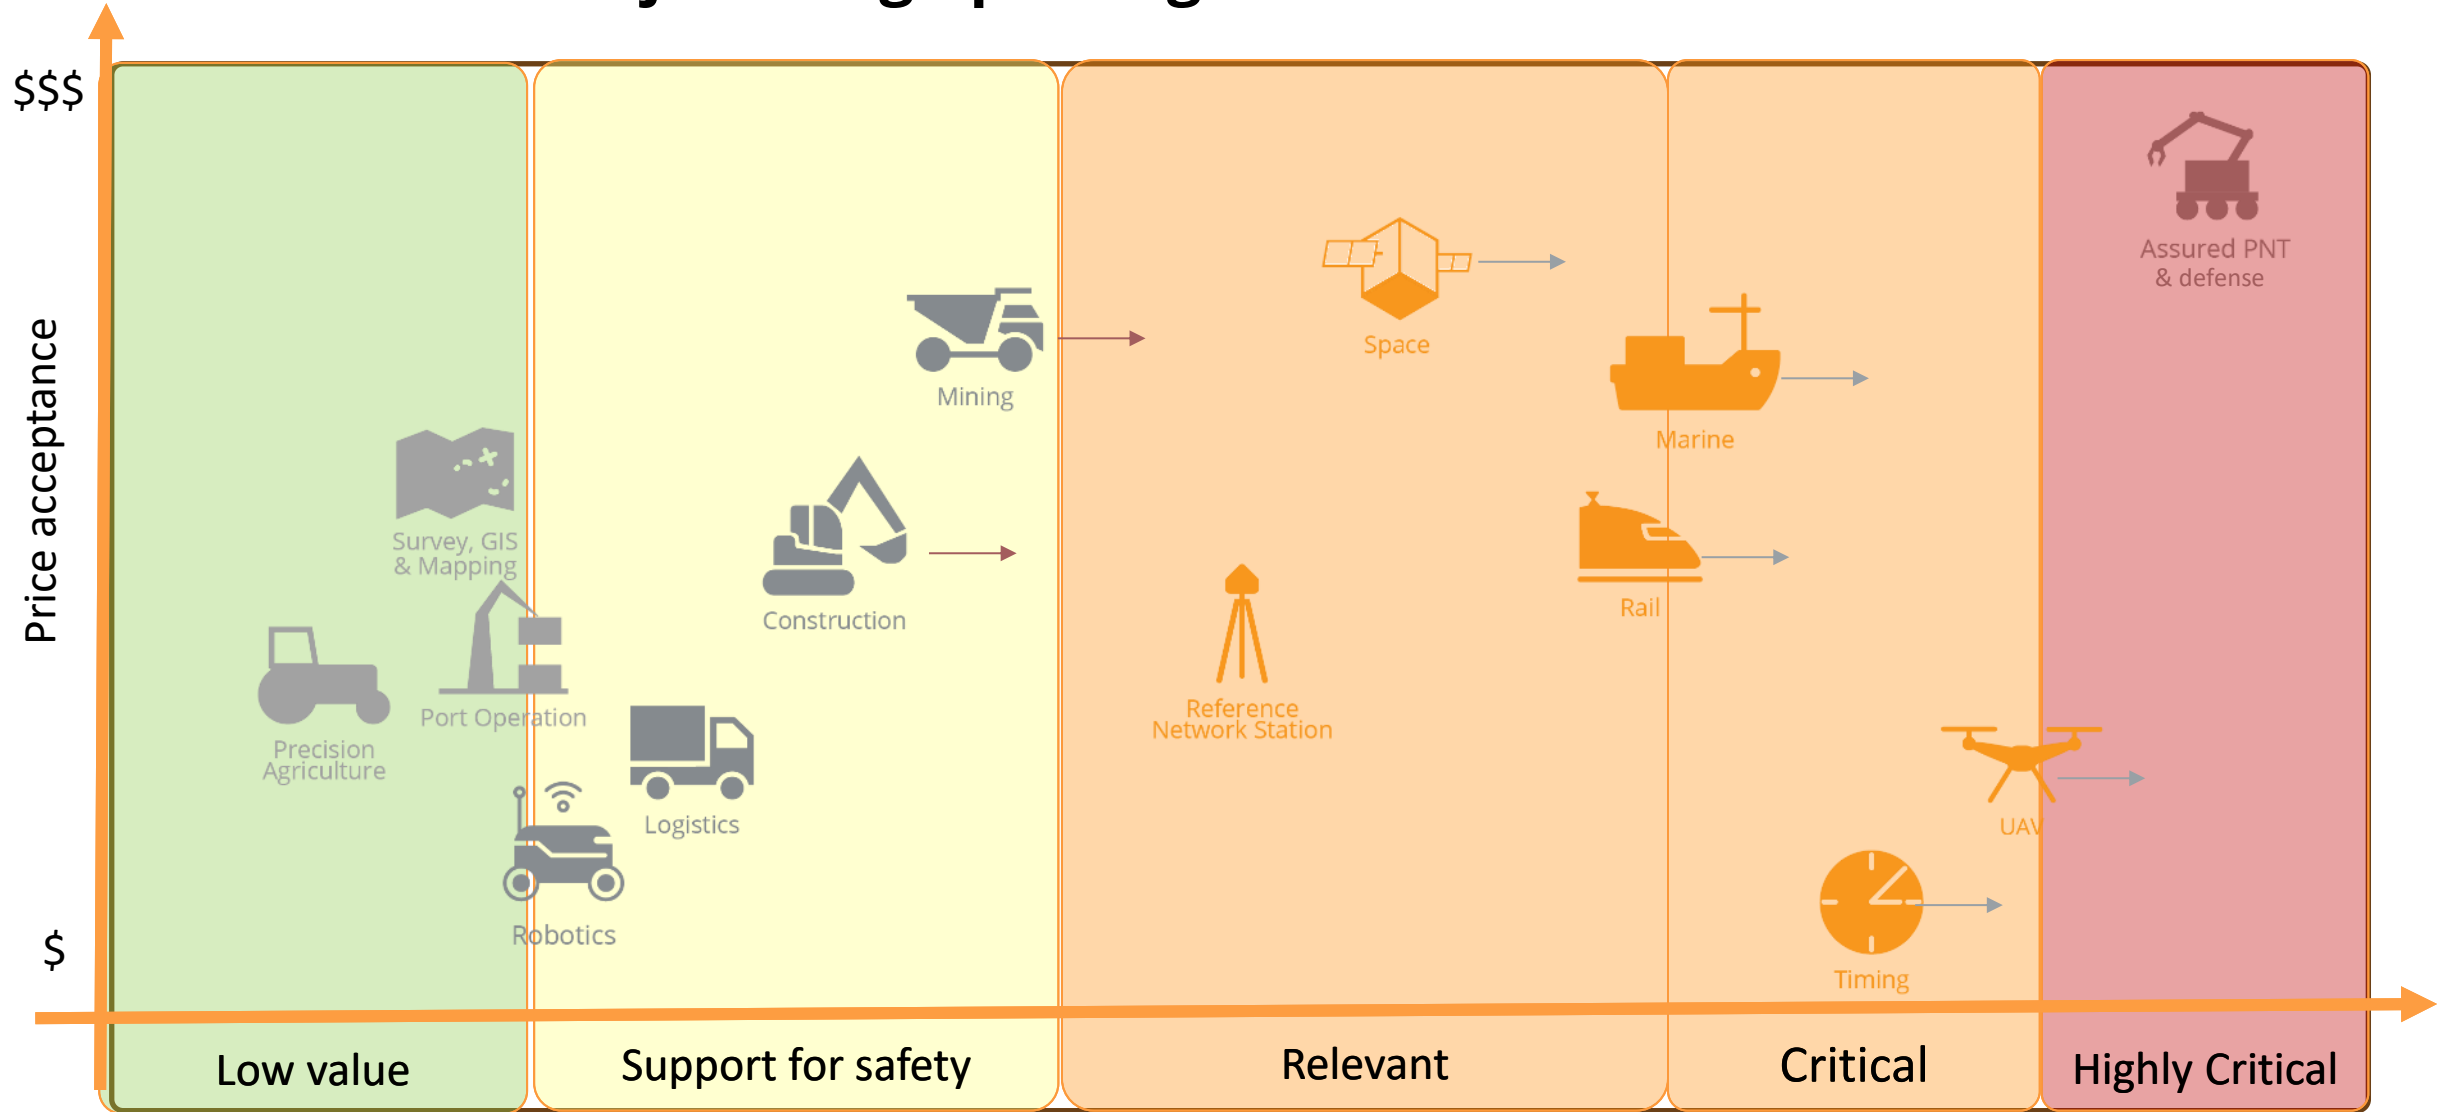 $$$
Price acceptance
$
Assured PNT
& defense
Space
Mining
Marine
Survey, GIS
& Mapping
Construction
Rail
Reference
Network Station
Port Operation
Precision
Agriculture
Logistics
UAV
Robotics
Timing
Low value
Support for safety
Relevant
Critical
Highly Critical